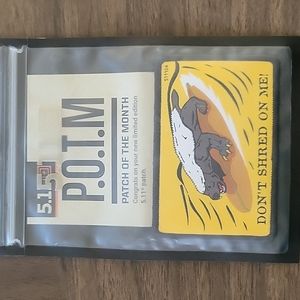 5.11
P.O.T.M
PATCH OF THE MONTH
Congrats on your new limited edition
5.11® patch.
DON'T SHRED ON ME!